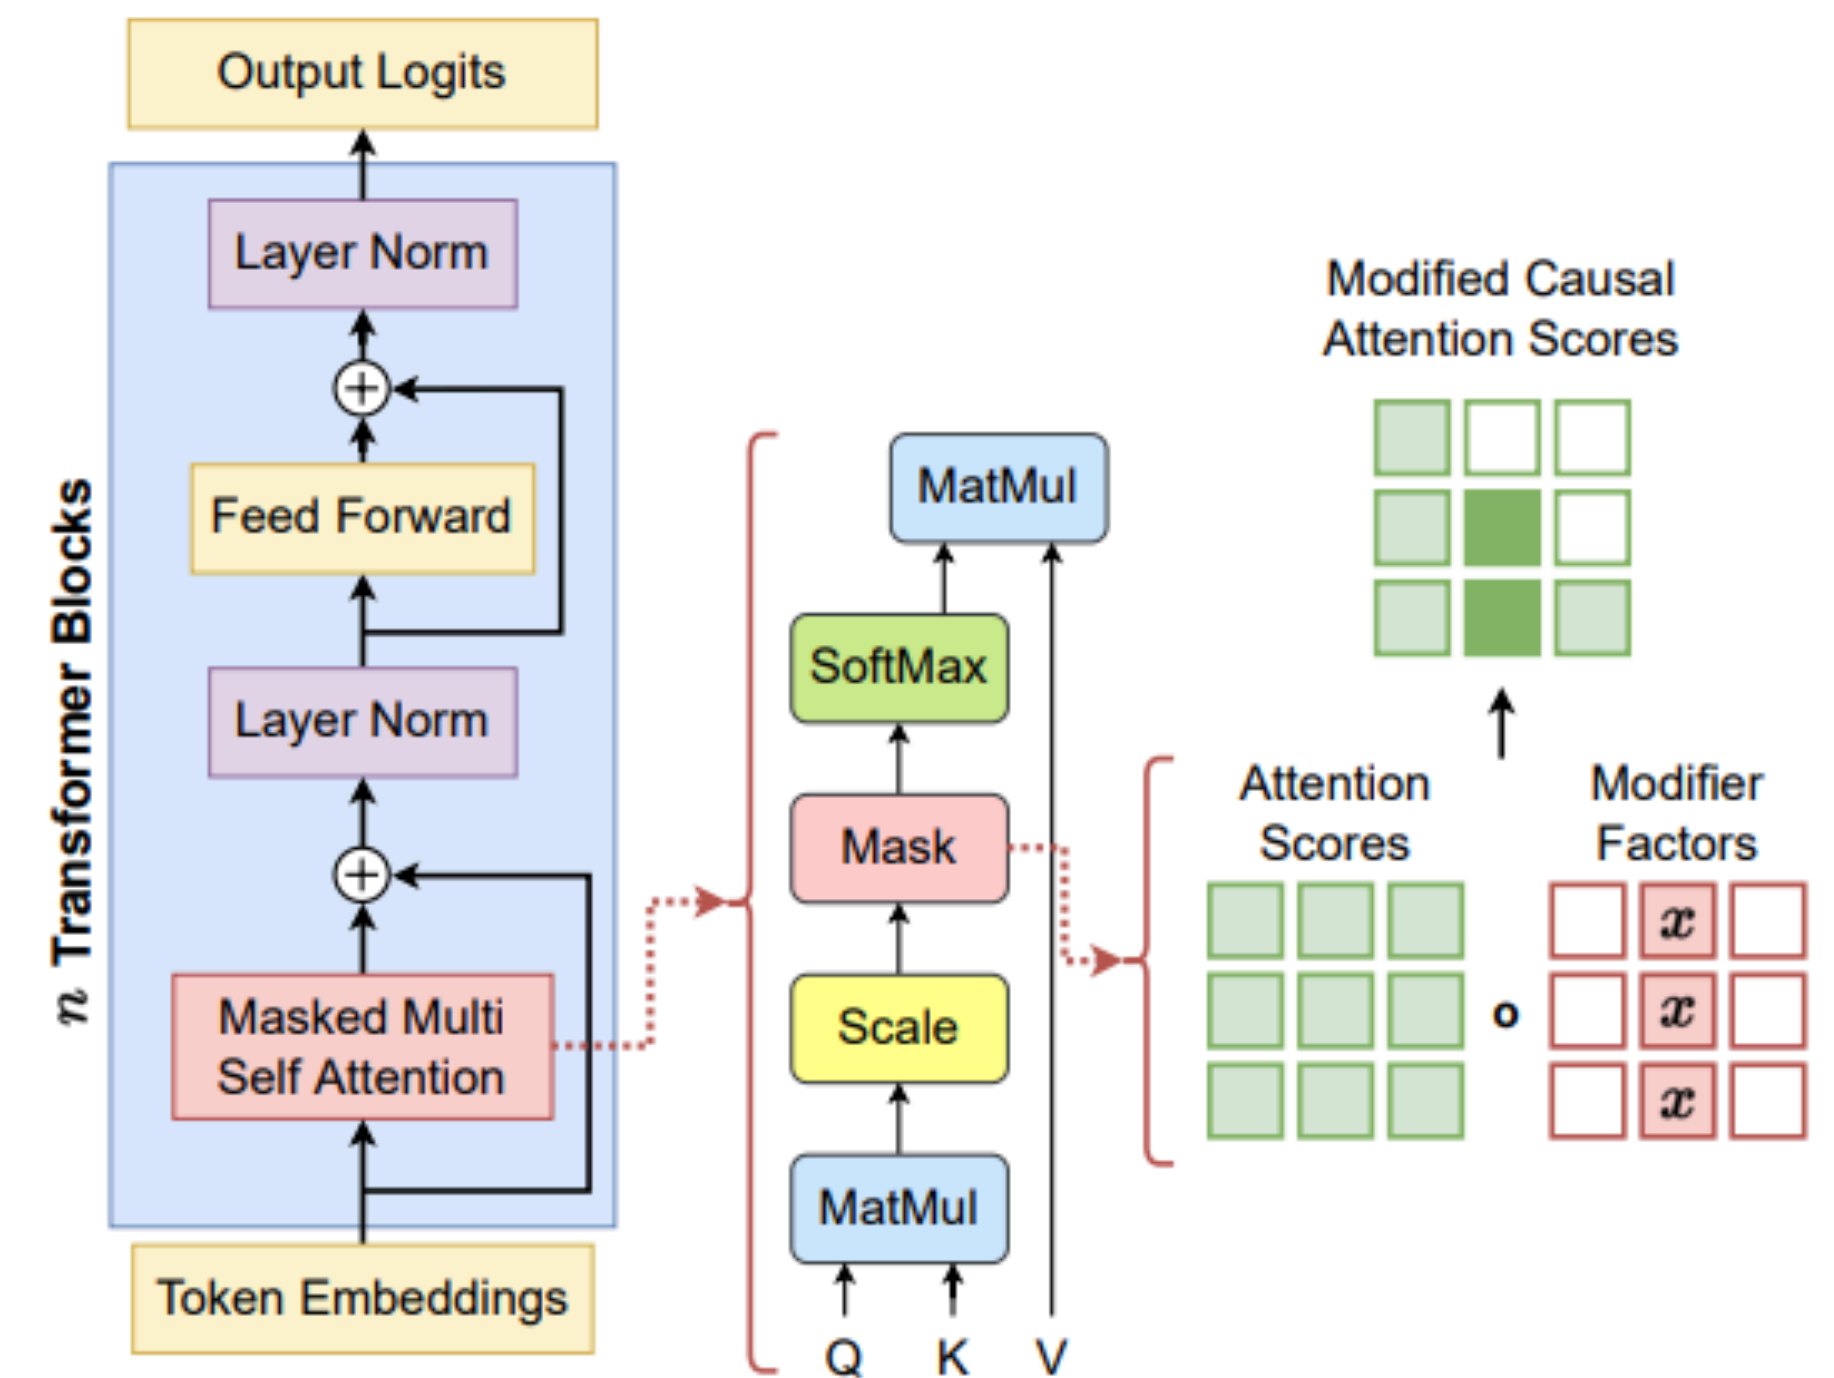 Output Logits
Layer Norm
+
Feed Forward
Layer Norm
+
Masked Multi
Self Attention
Token Embeddings
n Transformer Blocks
MatMul
SoftMax
Mask
Scale
MatMul
Q K V
Modified Causal
Attention Scores
Attention
Scores
o
Modifier
Factors
x
x
x